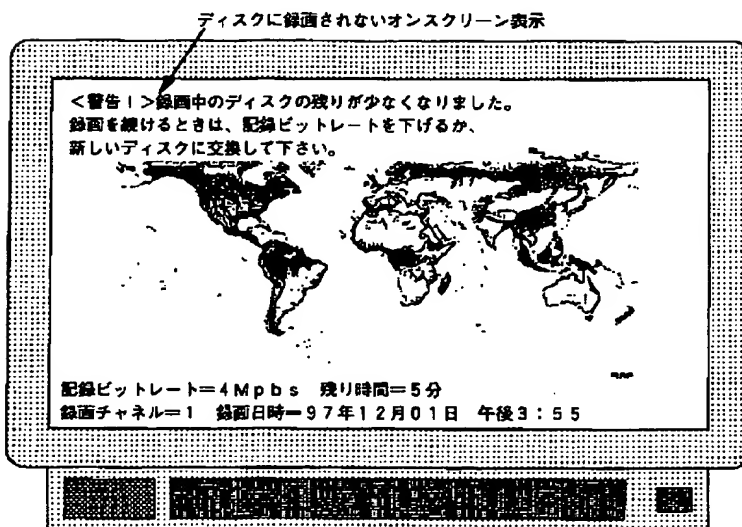 ディスクに録画されないオンスクリーン表示
<警告!>録画中のディスクの残りが少なくなりました。
録画を続けるときは、記録ビットレートを下げるか、
新しいディスクに交換して下さい。
記録ビットレート=4Mpbs 残り時間=5分
録画チャネル=1 録画日時=97年12月01日 午後3:55